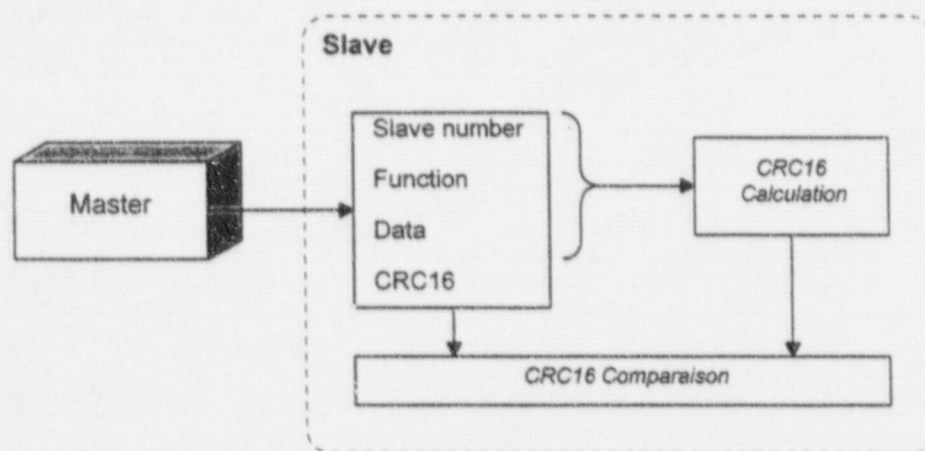 Slave
Slave number
Function
Data
CRC16
Master
CRC16
Calculation
CRC16 Comparaison